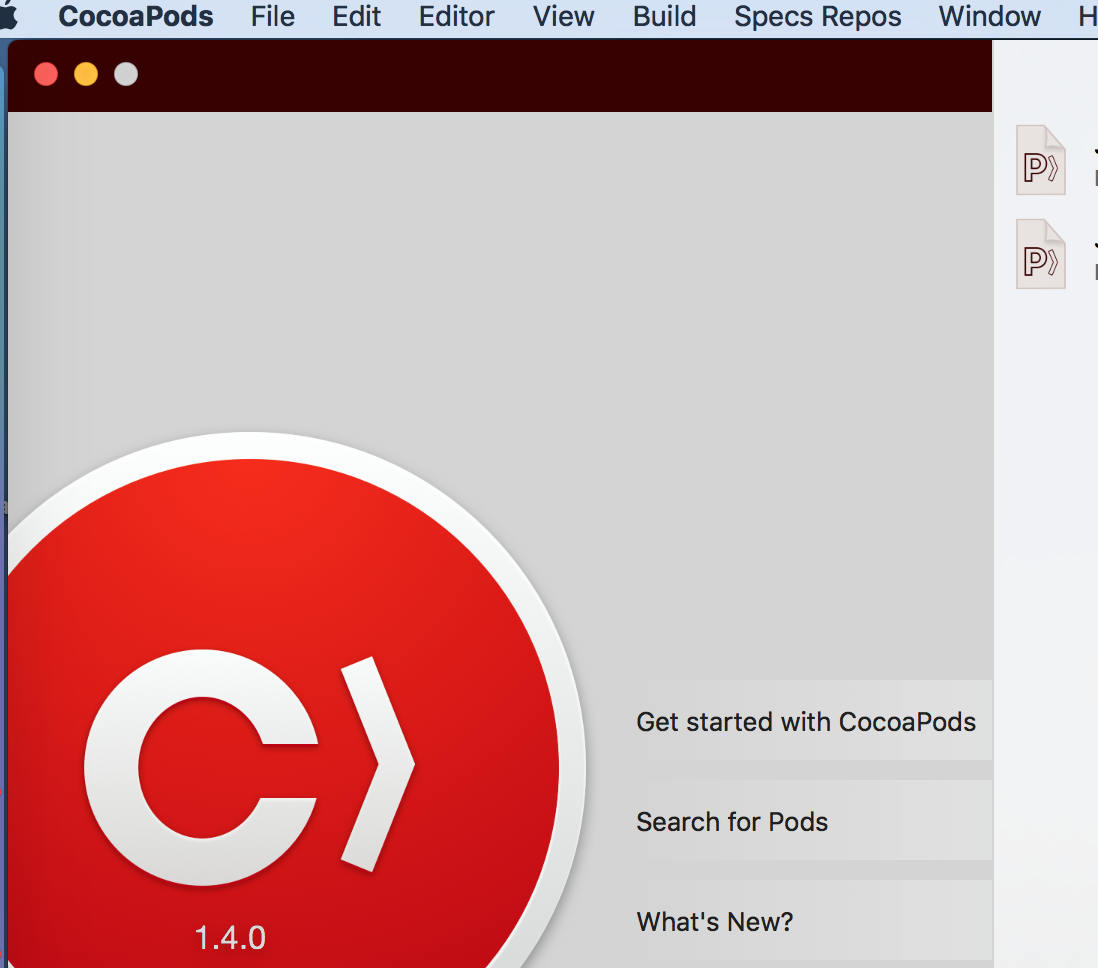 CocoaPods File Edit Editor View Build Specs Repos Window H
P
P
Get started with CocoaPods
Search for Pods
What's New?
1.4.0